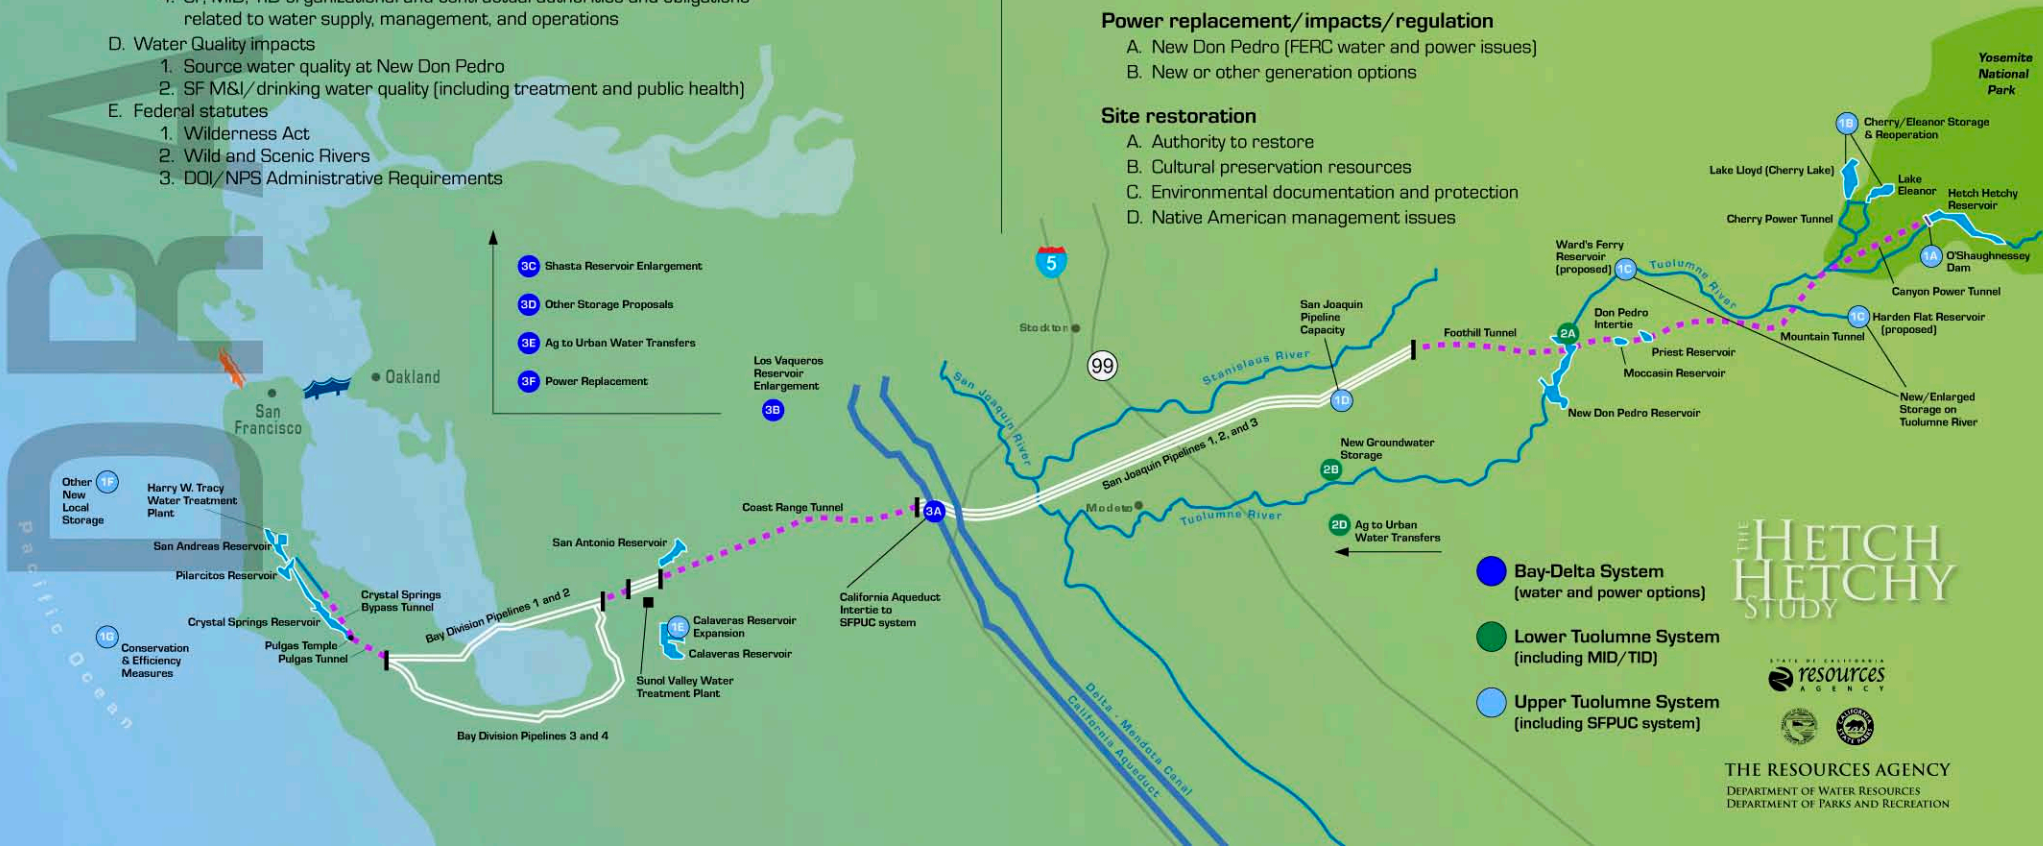 related to water supply, management, and operations
D. Water Quality impacts
1. Source water quality at New Don Pedro
2. SF M&I/drinking water quality (including treatment and public health)
E. Federal statutes
1. Wilderness Act
2. Wild and Scenic Rivers
3. DOI/NPS Administrative Requirements
Power replacement/impacts/regulation
A. New Don Pedro (FERC water and power issues)
B. New or other generation options
Site restoration
A. Authority to restore
B. Cultural preservation resources
C. Environmental documentation and protection
D. Native American management issues
Yosemite
National
Park
1B Cherry/Eleanor Storage
& Reoperation
Lake Lloyd (Cherry Lake)
Lake
Eleanor
Hetch Hetchy
Reservoir
Cherry Power Tunnel
1A O'Shaughnessey
Dam
Canyon Power Tunnel
Ward's Ferry
Reservoir
(proposed) 1C
Tuolumne River
1C Harden Flat Reservoir
(proposed)
Mountain Tunnel
Don Pedro
Intertie
Priest Reservoir
Moccasin Reservoir
New/Enlarged
Storage on
Tuolumne River
2A
New Don Pedro Reservoir
Foothill Tunnel
San Joaquin
Pipeline
Capacity
1D
5
Stockton
99
Stanislaus River
San Joaquin River
San Joaquin Pipelines 1, 2, and 3
New Groundwater
Storage
2B
Modesto
Tuolumne River
2D Ag to Urban
Water Transfers
3C Shasta Reservoir Enlargement
3D Other Storage Proposals
3E Ag to Urban Water Transfers
3F Power Replacement
Los Vaqueros
Reservoir
Enlargement
3B
Oakland
San
Francisco
Other
New
Local
Storage
1F
Harry W. Tracy
Water Treatment
Plant
San Andreas Reservoir
Pilarcitos Reservoir
Crystal Springs
Bypass Tunnel
Crystal Springs Reservoir
Pulgas Temple
Pulgas Tunnel
1G Conservation
& Efficiency
Measures
Pacific Ocean
Bay Division Pipelines 1 and 2
Bay Division Pipelines 3 and 4
San Antonio Reservoir
1E Calaveras Reservoir
Expansion
Calaveras Reservoir
Sunol Valley Water
Treatment Plant
Coast Range Tunnel
3A
California Aqueduct
Intertie to
SFPUC system
Delta - Mendota Canal
California Aqueduct
Bay-Delta System
(water and power options)
Lower Tuolumne System
(including MID/TID)
Upper Tuolumne System
(including SFPUC system)
THE HETCH
HETCHY
STUDY
STATE OF CALIFORNIA
resources
AGENCY
CALIFORNIA
STATE PARKS
THE RESOURCES AGENCY
DEPARTMENT OF WATER RESOURCES
DEPARTMENT OF PARKS AND RECREATION